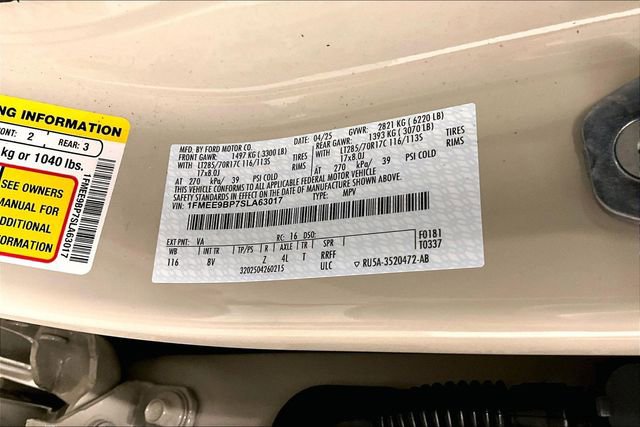 NG INFORMATION
ONT: 2 REAR: 3
kg or 1040 lbs.
SEE OWNERS
MANUAL FOR
ADDITIONAL
INFORMATION
1FMEE9BP7SLA63017
MFD. BY FORD MOTOR CO. DATE: 04/25 GVWR: 2821 KG ( 6220 LB)
FRONT GAWR: 1497 KG ( 3300 LB) REAR GAWR: 1393 KG ( 3070 LB)
WITH LT285/70R17C 116/113S TIRES WITH LT285/70R17C 116/113S TIRES
17x8.0J RIMS 17x8.0J RIMS
AT 270 kPa/ 39 PSI COLD AT 270 kPa/ 39 PSI COLD
THIS VEHICLE CONFORMS TO ALL APPLICABLE FEDERAL MOTOR VEHICLE
SAFETY STANDARDS IN EFFECT ON THE DATE OF MANUFACTURE SHOWN ABOVE.
VIN: 1FMEE9BP7SLA63017 TYPE: MPV
EXT PNT: VA RC: 16 DSO: F0181
WB INT TR TP/PS R AXLE TR SPR T0337
116 BV Z 4L T RRFF
3202504260215 ULC RU5A-3520472-AB